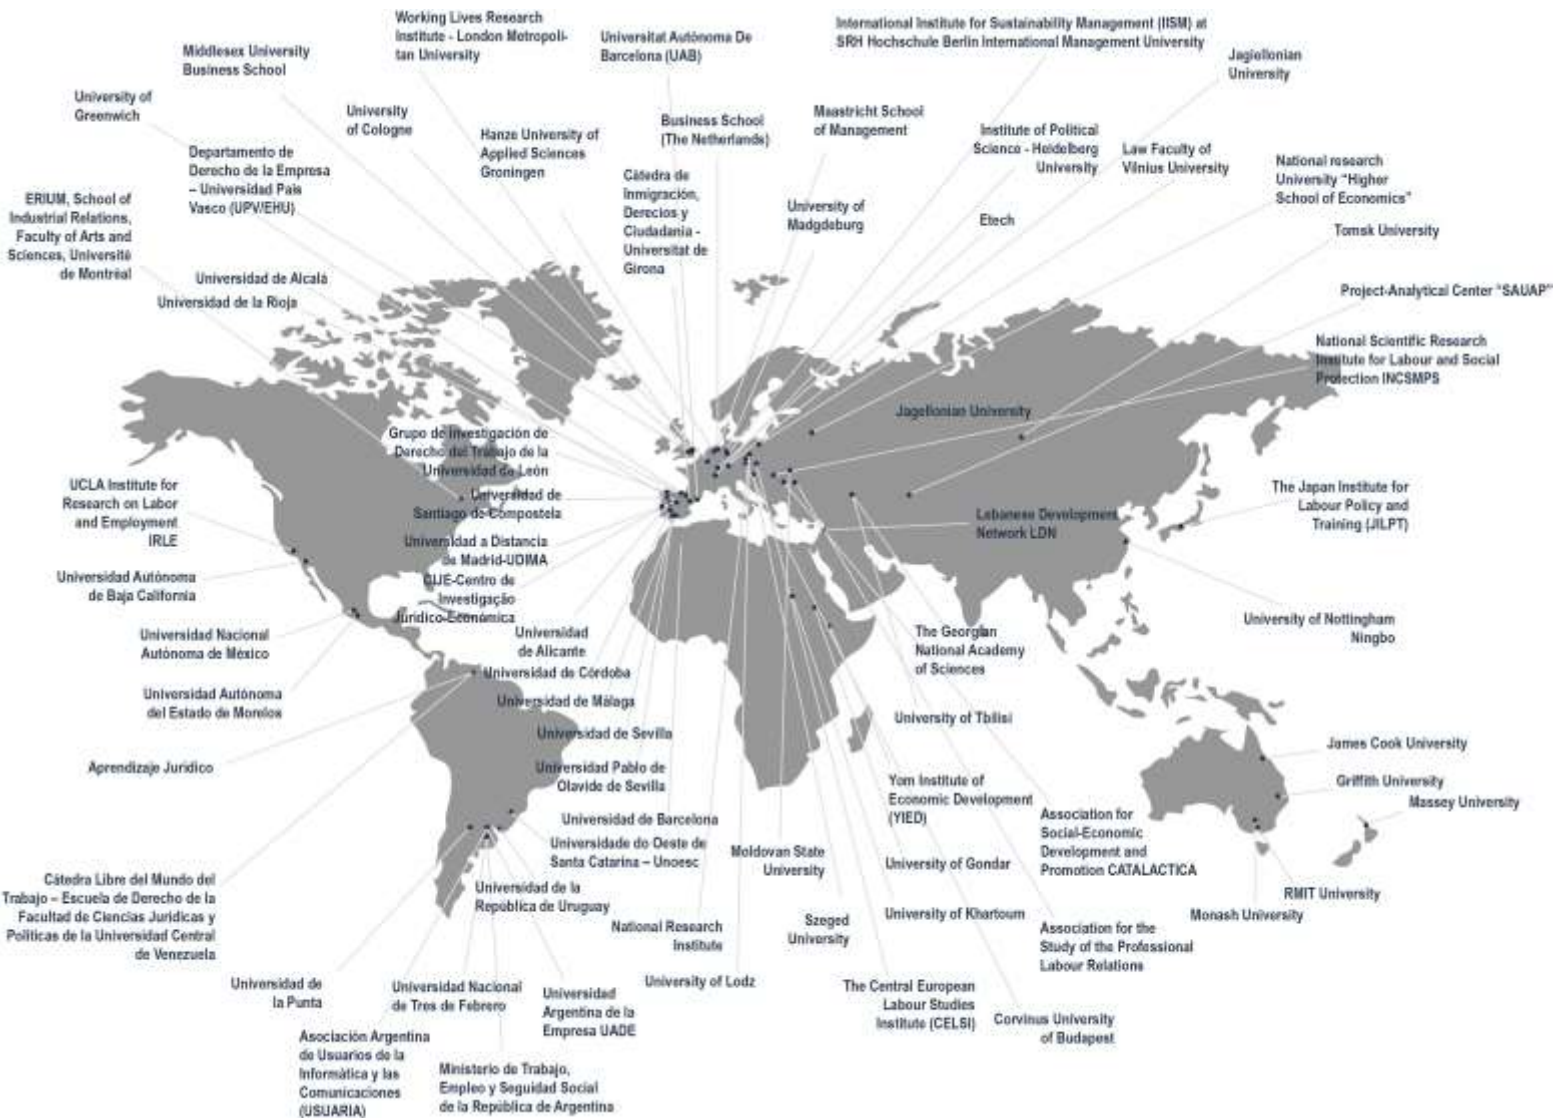 Working Lives Research
Institute - London Metropoli-
tan University
Universitat Autònoma De
Barcelona (UAB)
International Institute for Sustainability Management (IISM) at
SRH Hochschule Berlin International Management University
Middlesex University
Business School
Jagiellonian
University
University of
Greenwich
University
of Cologne
Hanze University of
Applied Sciences
Groningen
Business School
(The Netherlands)
Maastricht School
of Management
Institute of Political
Science - Heidelberg
University
Law Faculty of
Vilnius University
National research
University "Higher
School of Economics"
Departamento de
Derecho de la Empresa
– Universidad Pais
Vasco (UPV/EHU)
Cátedra de
Inmigración,
Derecios y
Ciudadania -
Universitat de
Girona
University of
Madgdeburg
Etech
Tomsk University
ERIUM, School of
Industrial Relations,
Faculty of Arts and
Sciences, Université
de Montréal
Universidad de Alcalá
Universidad de la Rioja
Project-Analytical Center "SAUAP"
National Scientific Research
Institute for Labour and Social
Protection INCSMPS
Jagellonian University
Grupo de Investigación de
Derecho del Trabajo de la
Universidad de León
UCLA Institute for
Research on Labor
and Employment
IRLE
Universidad de
Santiago de Compostela
The Japan Institute for
Labour Policy and
Training (JILPT)
Lebanese Development
Network LDN
Universidad a Distancia
de Madrid-UDIMA
CIJE-Centro de
Investigação
Jurídico-Económica
Universidad Autónoma
de Baja California
Universidad Nacional
Autónoma de México
Universidad
de Alicante
The Georgian
National Academy
of Sciences
University of Nottingham
Ningbo
Universidad de Córdoba
Universidad Autónoma
del Estado de Morelos
Universidad de Málaga
Universidad de Sevilla
University of Tbilisi
James Cook University
Aprendizaje Jurídico
Universidad Pablo de
Olavide de Sevilla
Yom Institute of
Economic Development
(YIED)
Griffith University
Massey University
Universidad de Barcelona
Universidade do Oeste de
Santa Catarina – Unoesc
Moldovan State
University
Association for
Social-Economic
Development and
Promotion CATALACTICA
University of Gondar
Cátedra Libre del Mundo del
Trabajo – Escuela de Derecho de la
Facultad de Ciencias Jurídicas y
Políticas de la Universidad Central
de Venezuela
Universidad de la
República de Uruguay
RMIT University
Monash University
National Research
Institute
Szeged
University
University of Khartoum
Association for the
Study of the Professional
Labour Relations
Universidad de
la Punta
Universidad Nacional
de Tres de Febrero
Universidad
Argentina de la
Empresa UADE
University of Lodz
The Central European
Labour Studies
Institute (CELSI)
Corvinus University
of Budapest
Asociación Argentina
de Usuarios de la
Informática y las
Comunicaciones
(USUARIA)
Ministerio de Trabajo,
Empleo y Seguidad Social
de la República de Argentina